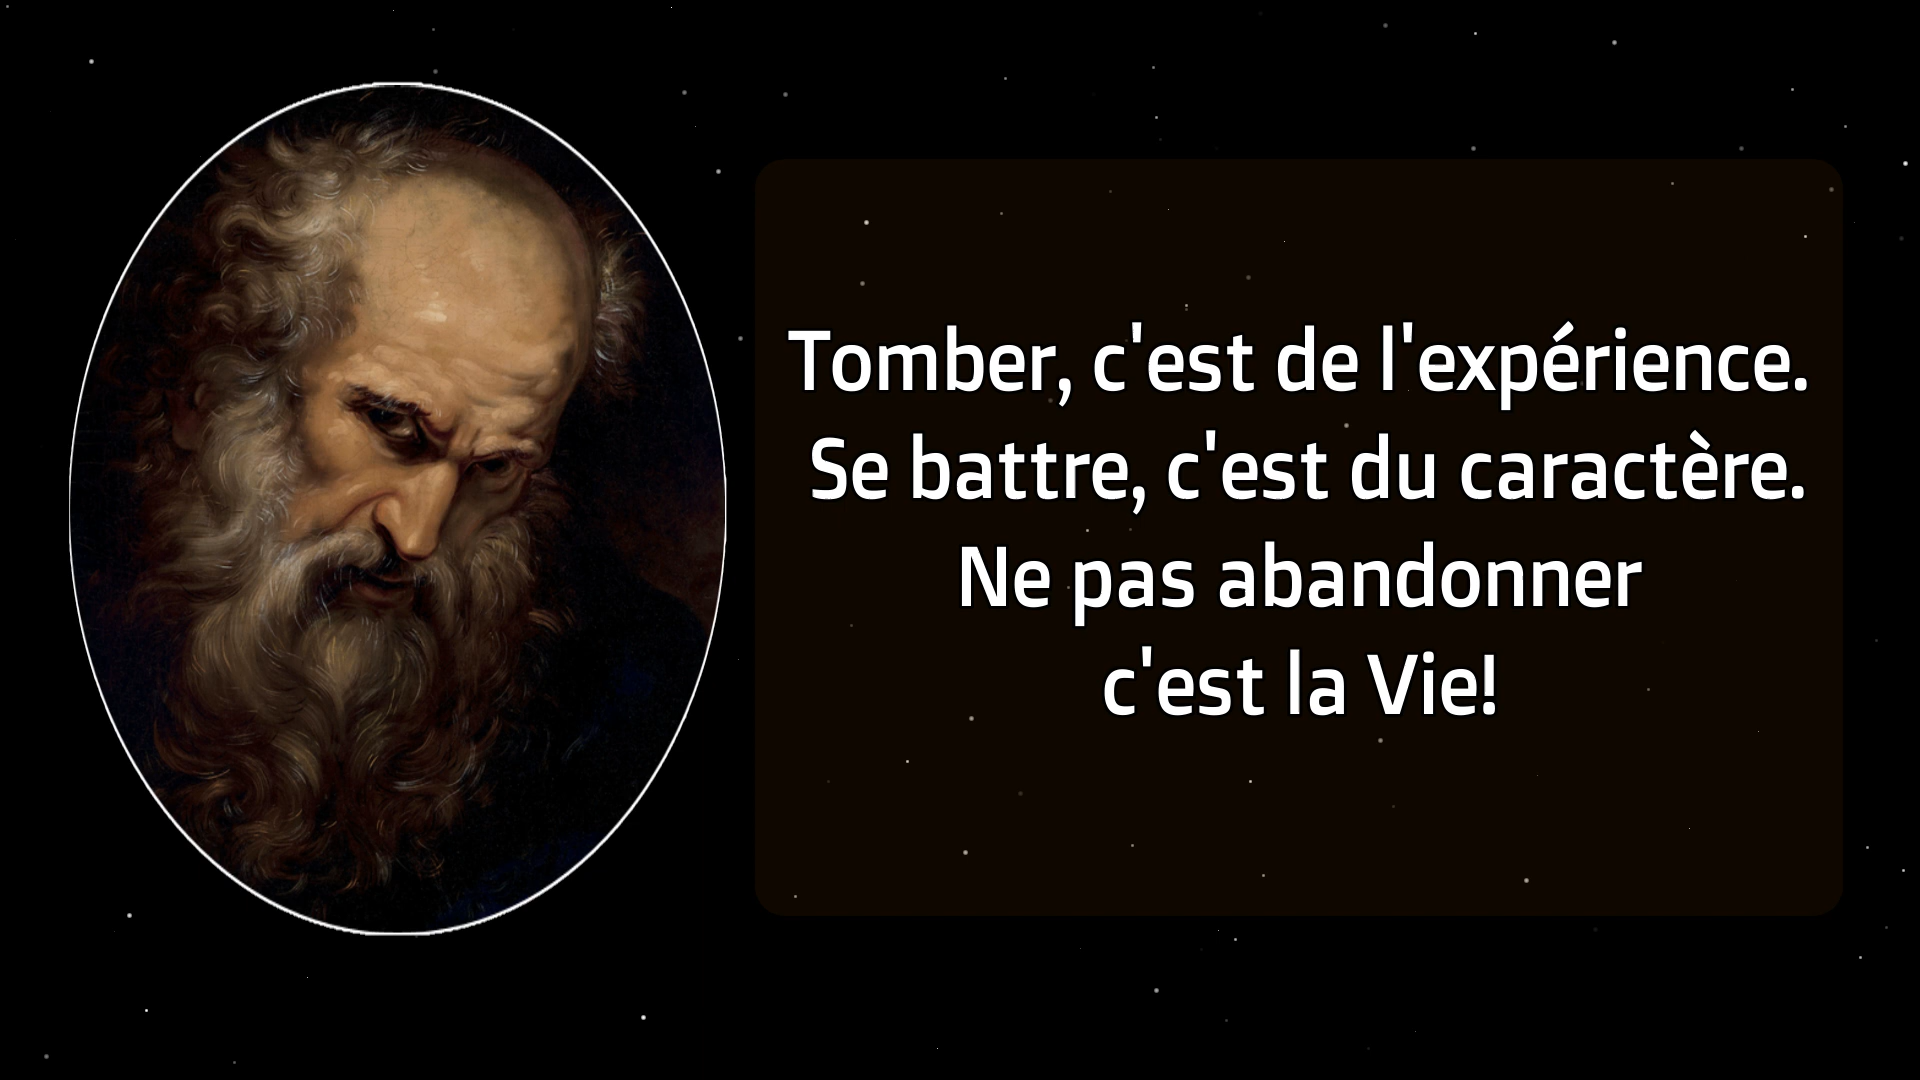 Tomber, c'est de l'expérience.
Se battre, c'est du caractère.
Ne pas abandonner
c'est la Vie!